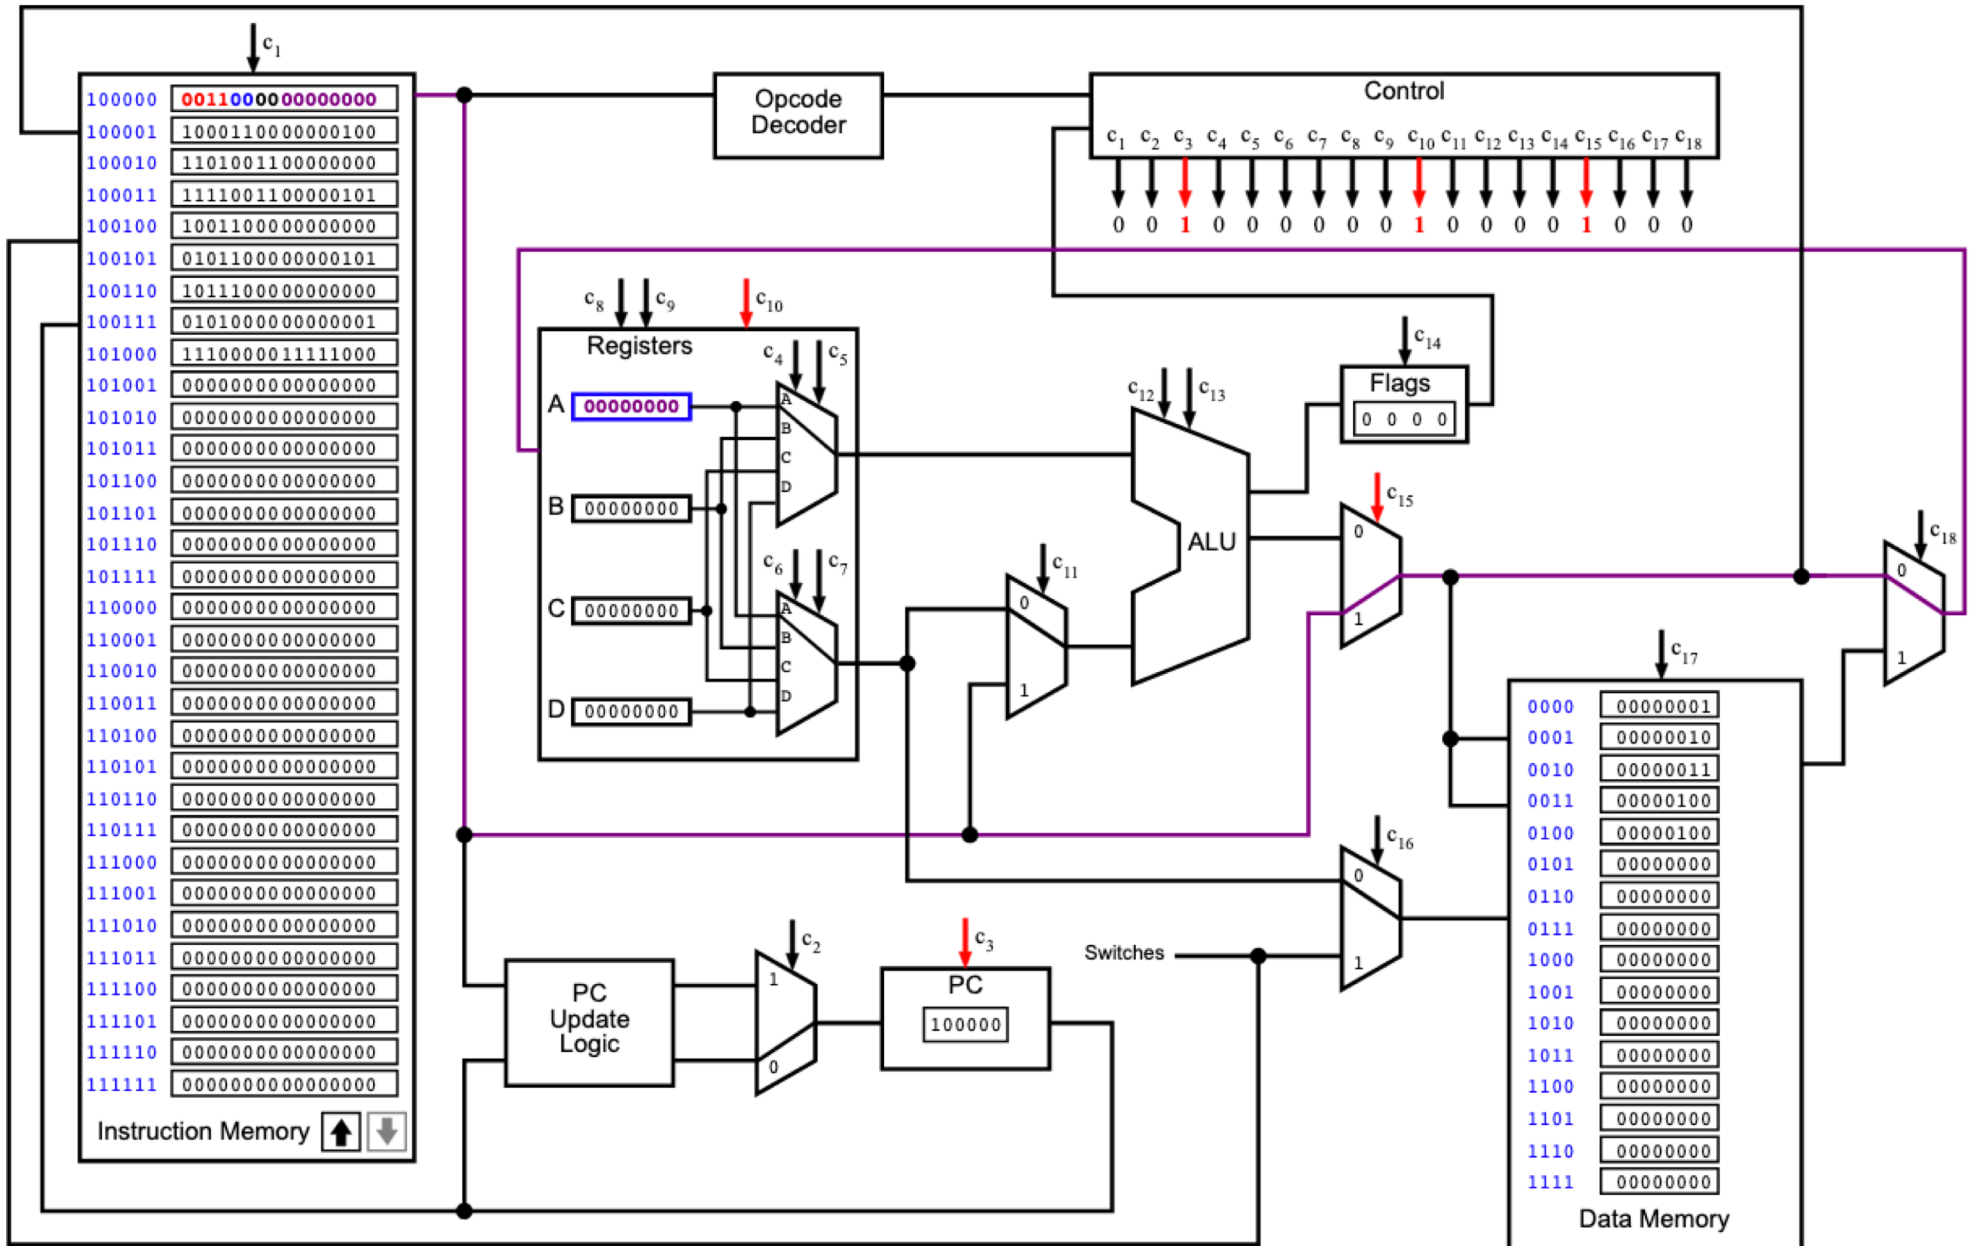 c1
100000 0011000000000000
100001 1000110000000100
100010 1101001100000000
100011 1111001100000101
100100 1001100000000000
100101 0101100000000101
100110 1011100000000000
100111 0101000000000001
101000 1110000011111000
101001 0000000000000000
101010 0000000000000000
101011 0000000000000000
101100 0000000000000000
101101 0000000000000000
101110 0000000000000000
101111 0000000000000000
110000 0000000000000000
110001 0000000000000000
110010 0000000000000000
110011 0000000000000000
110100 0000000000000000
110101 0000000000000000
110110 0000000000000000
110111 0000000000000000
111000 0000000000000000
111001 0000000000000000
111010 0000000000000000
111011 0000000000000000
111100 0000000000000000
111101 0000000000000000
111110 0000000000000000
111111 0000000000000000
Instruction Memory
Opcode
Decoder
Control
c1 c2 c3 c4 c5 c6 c7 c8 c9 c10 c11 c12 c13 c14 c15 c16 c17 c18
0 0 1 0 0 0 0 0 0 1 0 0 0 0 1 0 0 0
c8 c9 c10
Registers
c4 c5
A 00000000
B 00000000
C 00000000
D 00000000
A
B
C
D
c6 c7
A
B
C
D
c11
0
1
c12 c13
ALU
c14
Flags
0 0 0 0
c15
0
1
c18
0
1
c16
0
1
Switches
PC
Update
Logic
c2
1
0
c3
PC
100000
c17
0000 00000001
0001 00000010
0010 00000011
0011 00000100
0100 00000100
0101 00000000
0110 00000000
0111 00000000
1000 00000000
1001 00000000
1010 00000000
1011 00000000
1100 00000000
1101 00000000
1110 00000000
1111 00000000
Data Memory